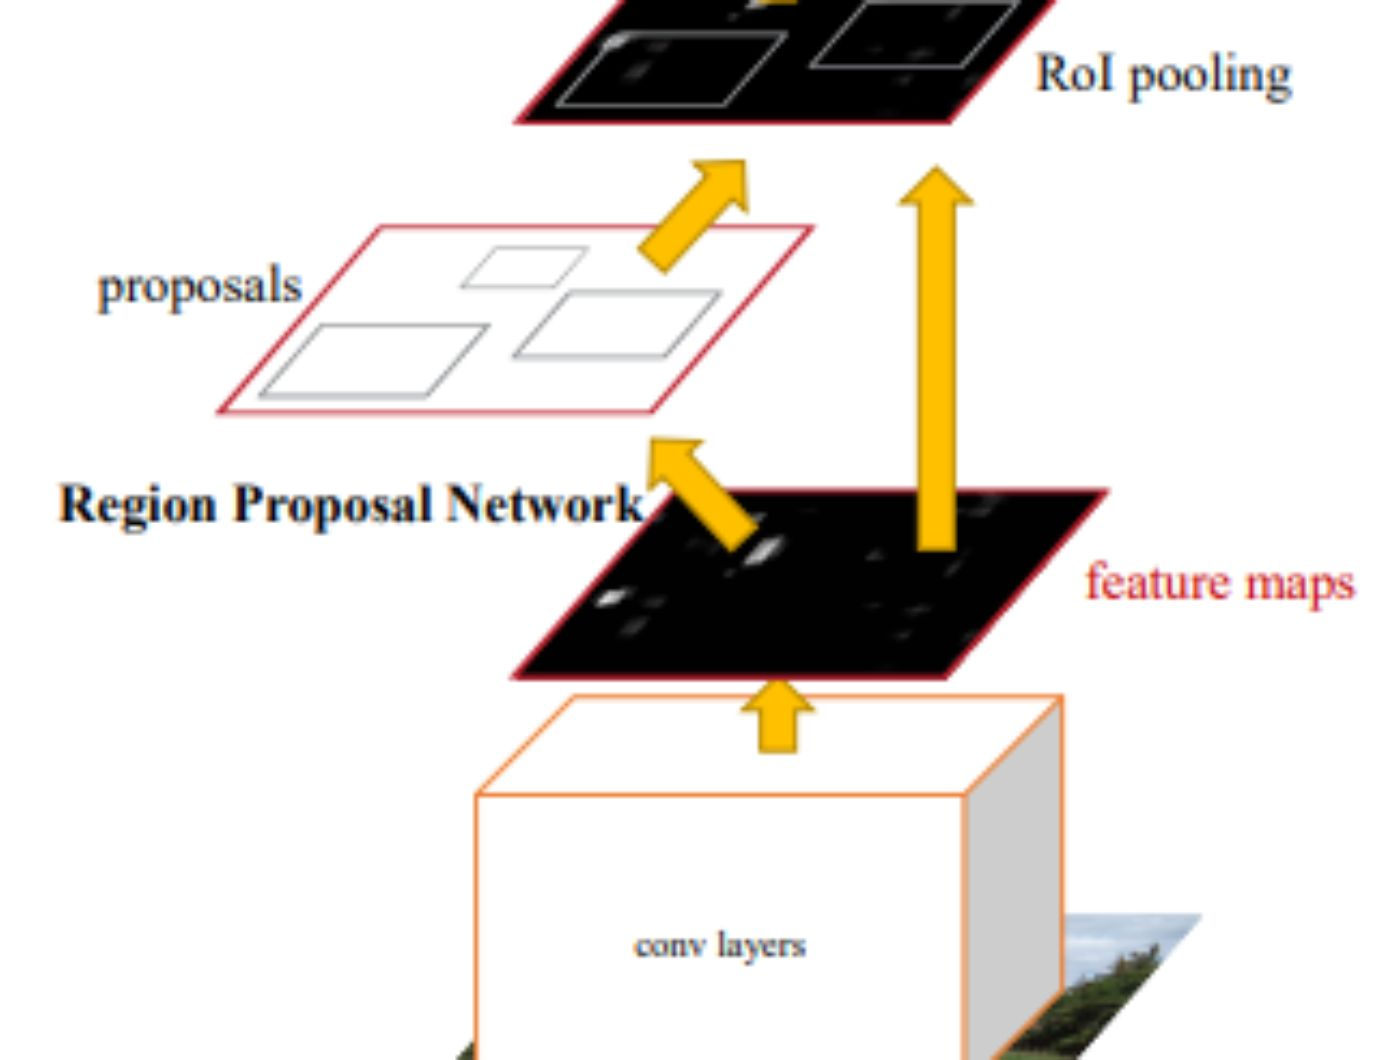 RoI pooling
proposals
Region Proposal Network
feature maps
conv layers